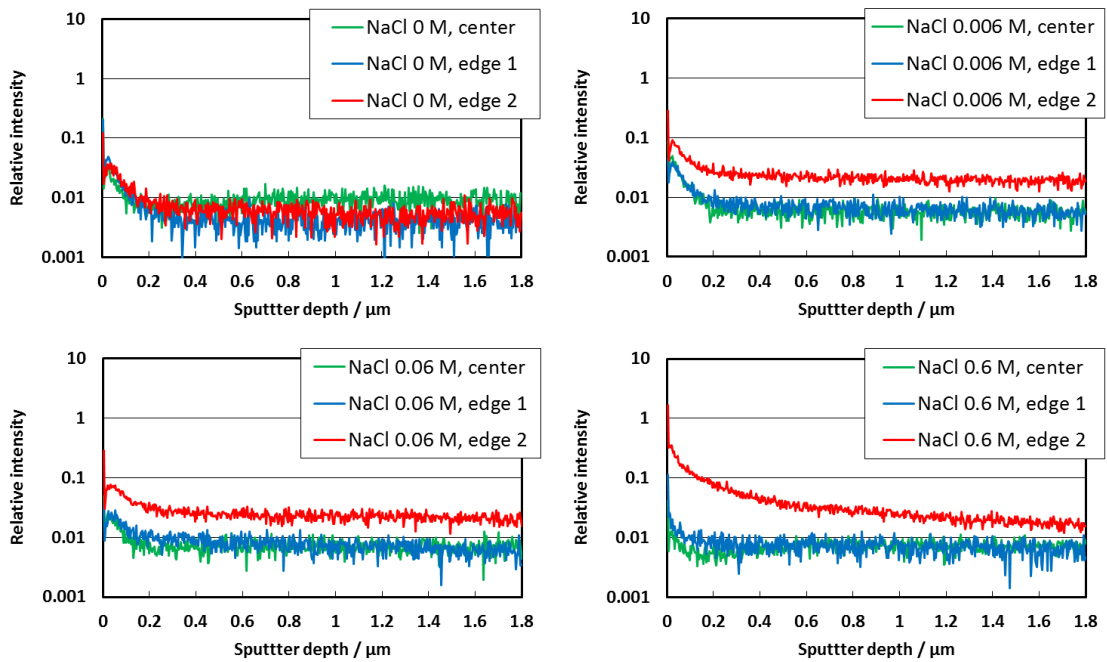 10
1
0.1
0.01
0.001
Relative intensity
0 0.2 0.4 0.6 0.8 1 1.2 1.4 1.6 1.8
Sputtter depth / μm
NaCl 0 M, center
NaCl 0 M, edge 1
NaCl 0 M, edge 2
10
1
0.1
0.01
0.001
Relative intensity
0 0.2 0.4 0.6 0.8 1 1.2 1.4 1.6 1.8
Sputtter depth / μm
NaCl 0.006 M, center
NaCl 0.006 M, edge 1
NaCl 0.006 M, edge 2
10
1
0.1
0.01
0.001
Relative intensity
0 0.2 0.4 0.6 0.8 1 1.2 1.4 1.6 1.8
Sputtter depth / μm
NaCl 0.06 M, center
NaCl 0.06 M, edge 1
NaCl 0.06 M, edge 2
10
1
0.1
0.01
0.001
Relative intensity
0 0.2 0.4 0.6 0.8 1 1.2 1.4 1.6 1.8
Sputtter depth / μm
NaCl 0.6 M, center
NaCl 0.6 M, edge 1
NaCl 0.6 M, edge 2